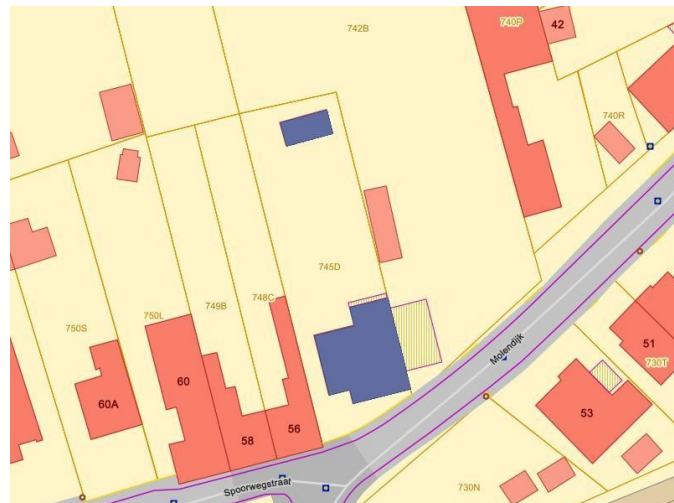 742B
740P
42
740R
745D
749B
748C
750L
750S
60
60A
58
56
Molendijk
51
730T
53
Spoorwegstraat
730N